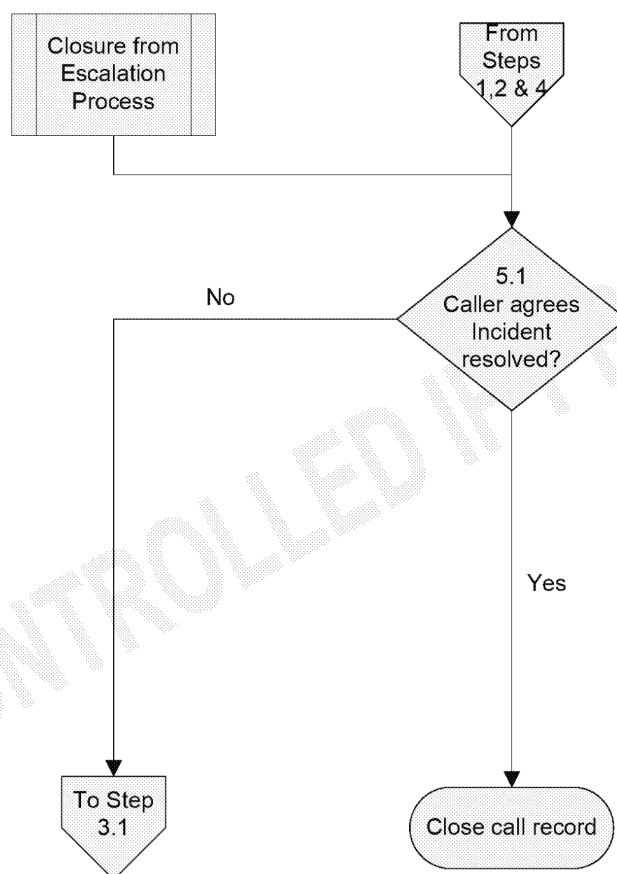 Closure from
Escalation
Process
From
Steps
1,2 & 4
5.1
Caller agrees
Incident
resolved?
No
Yes
To Step
3.1
Close call record